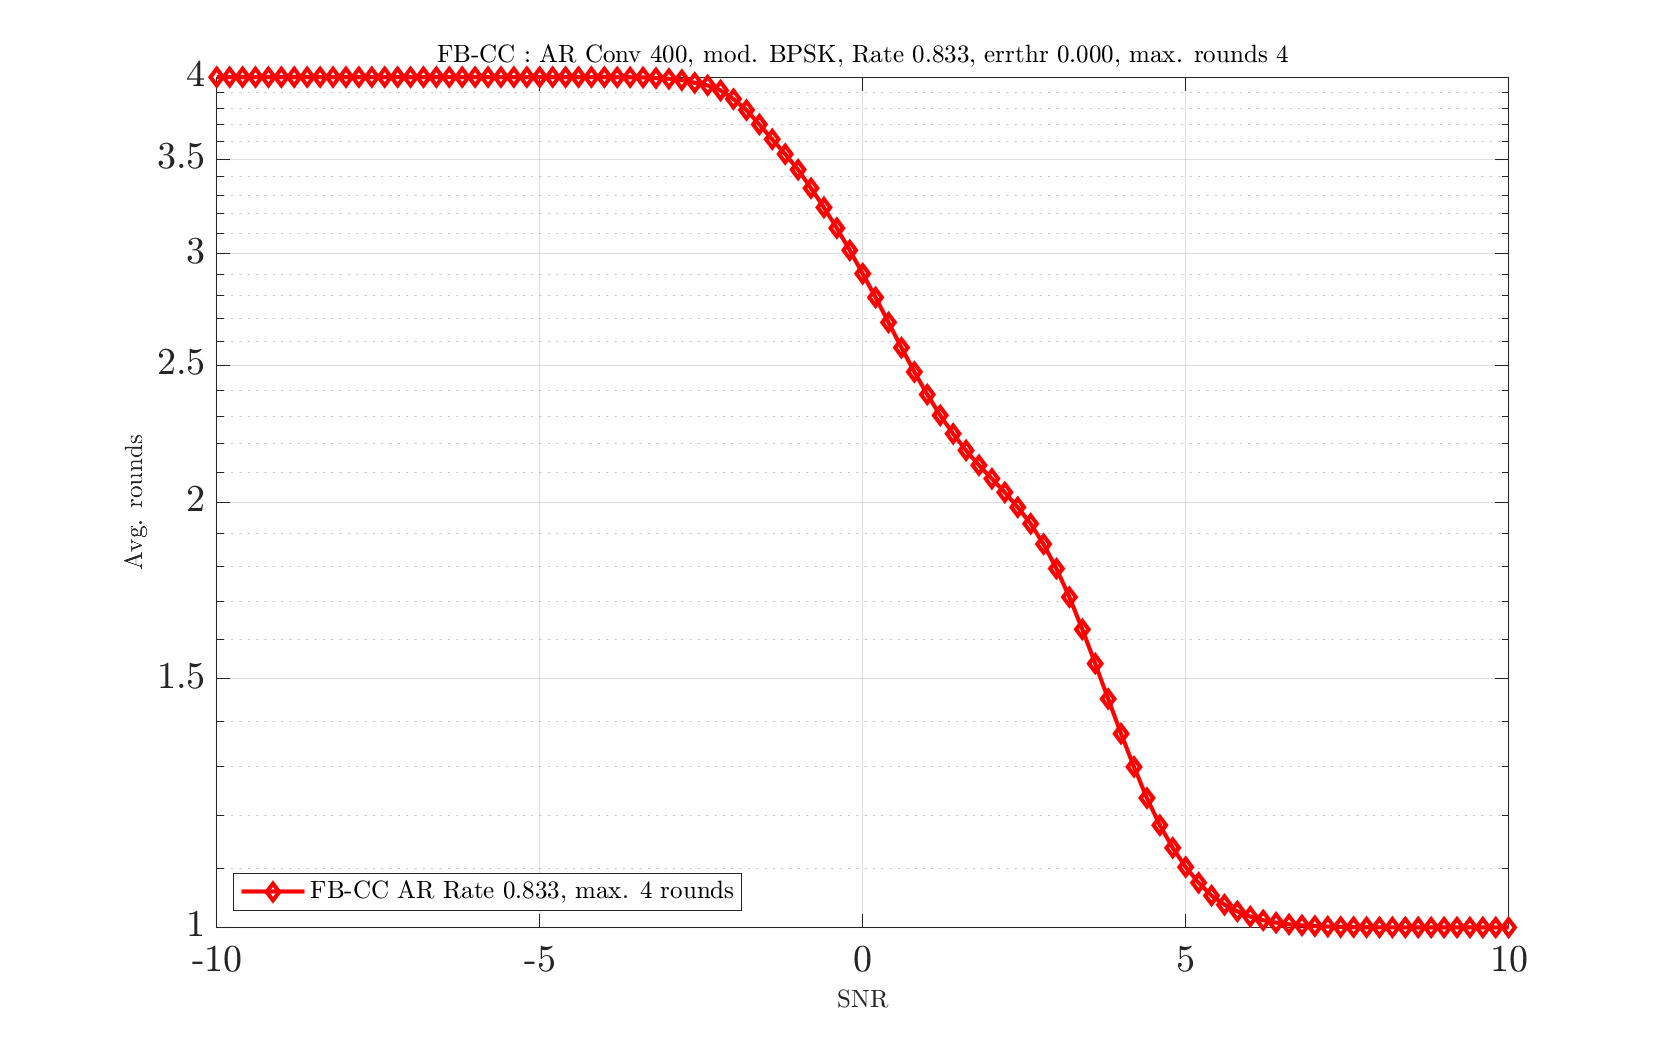 FB-CC : AR Conv 400, mod. BPSK, Rate 0.833, errthr 0.000, max. rounds 4
4
3.5
3
2.5
2
1.5
1
Avg. rounds
FB-CC AR Rate 0.833, max. 4 rounds
-10 -5 0 5 10
SNR